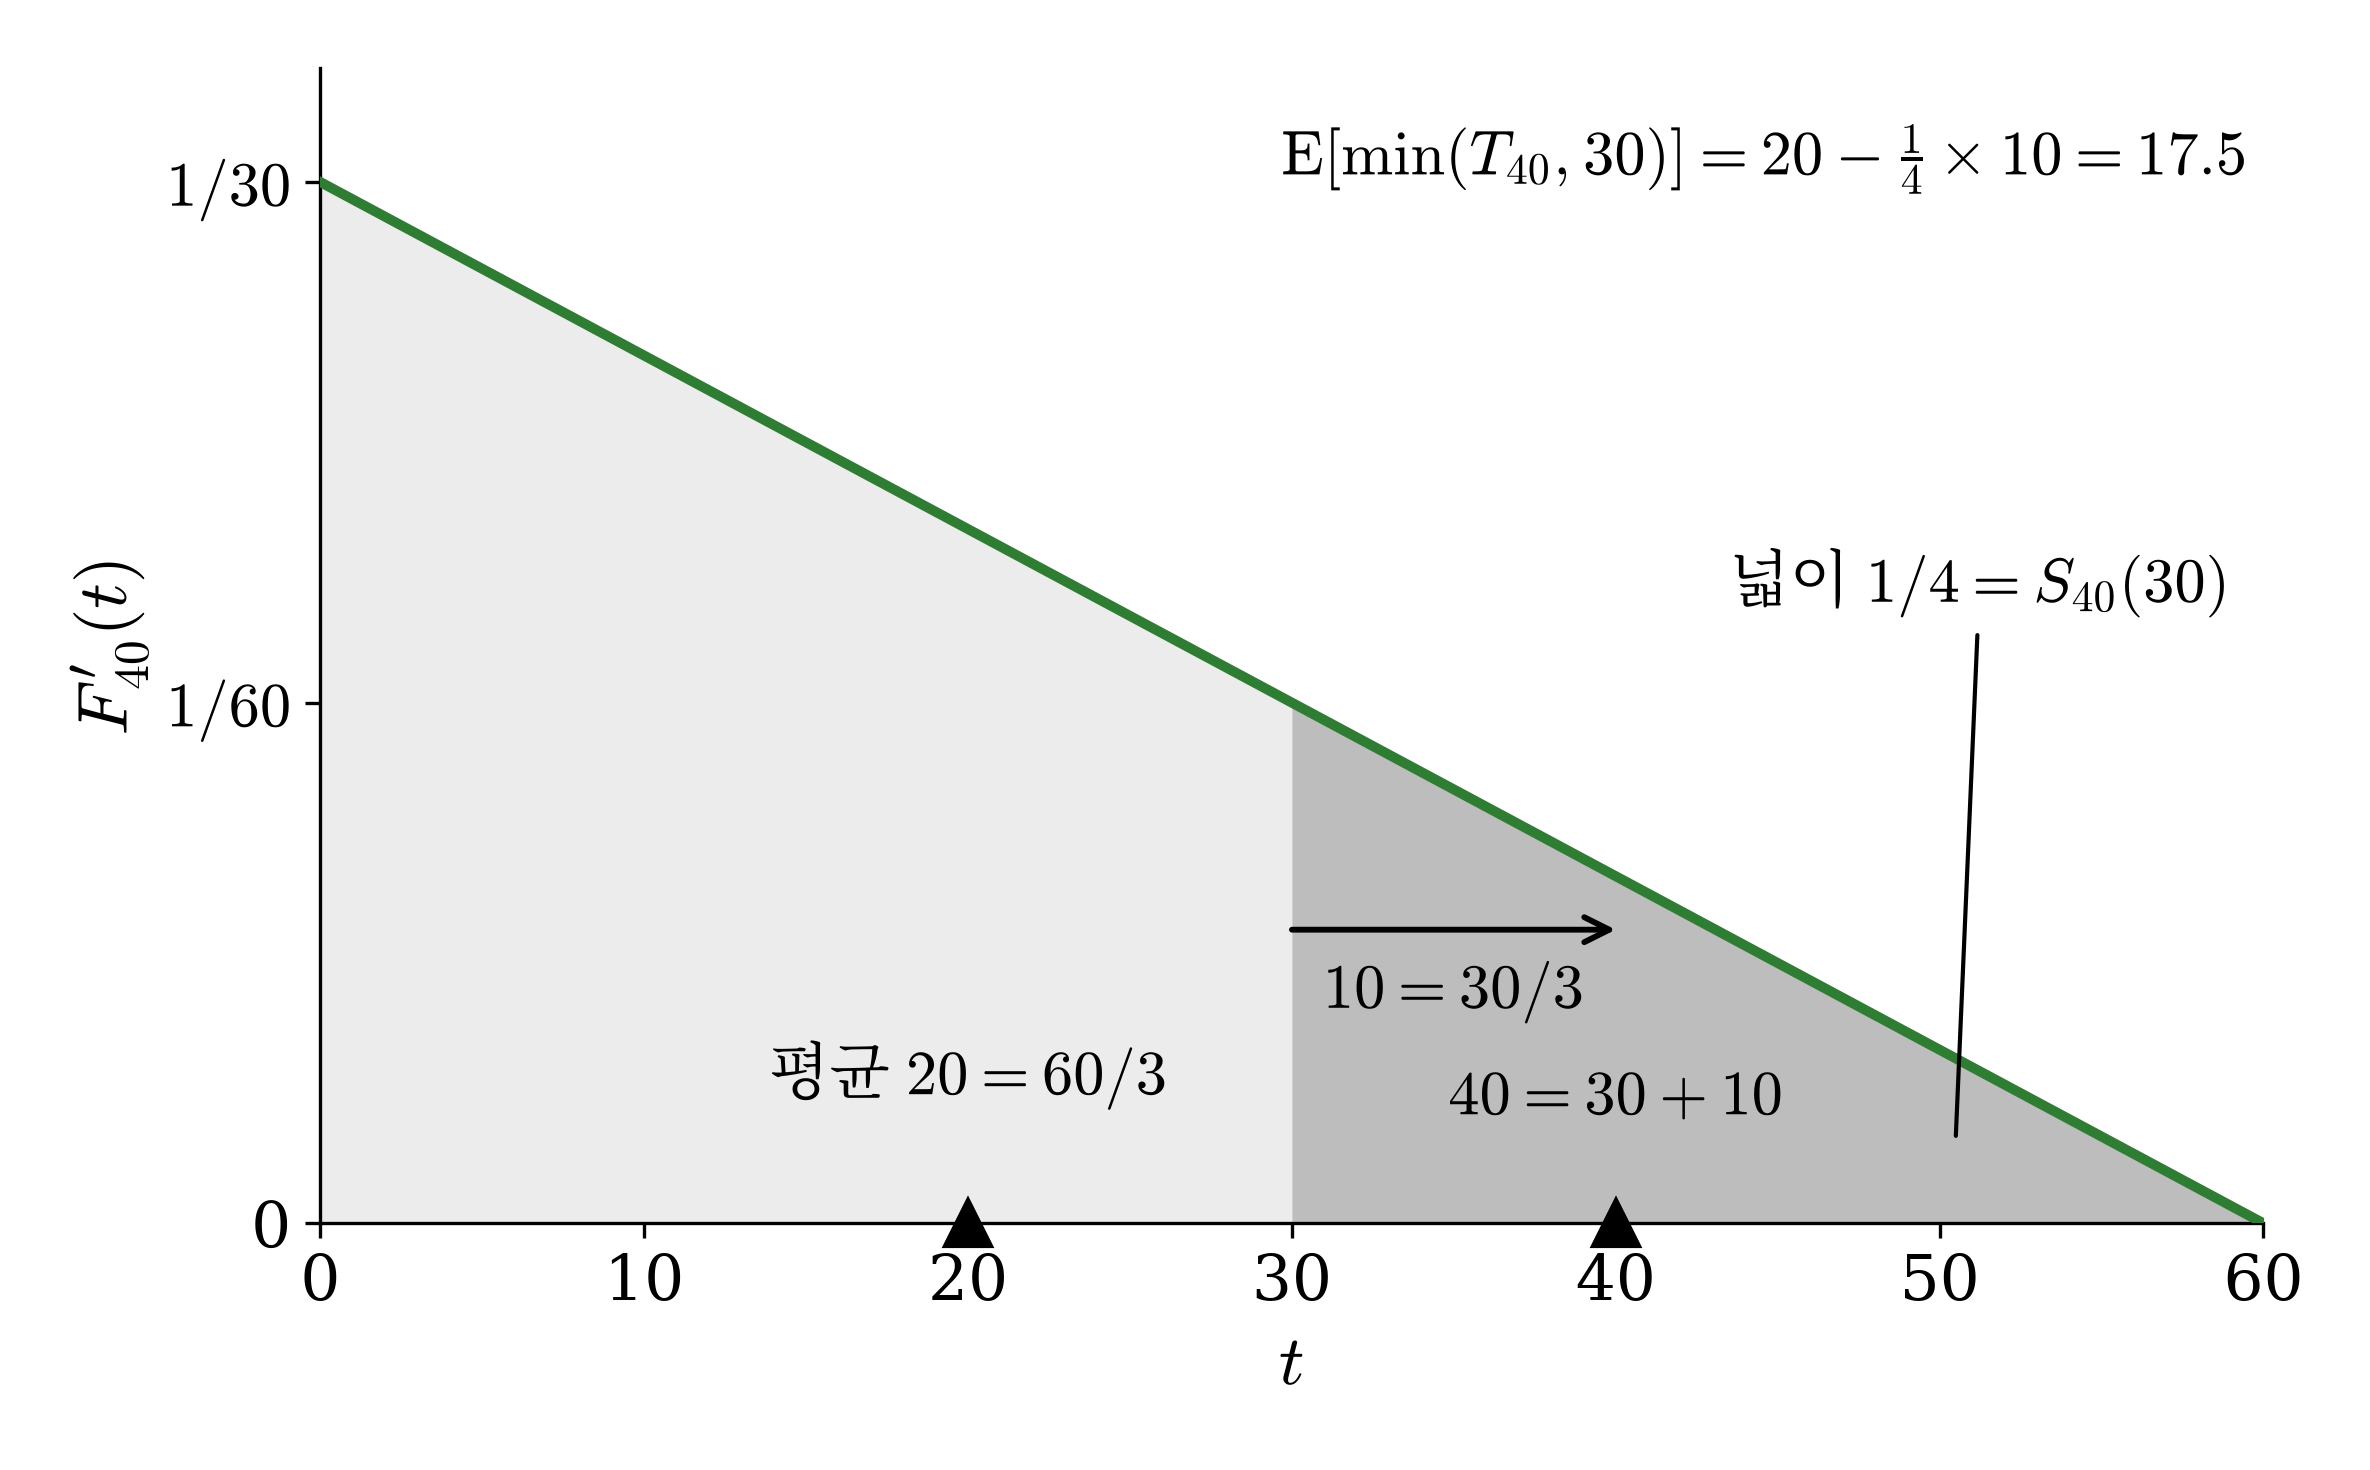 E[min(T₄₀, 30)] = 20 − 1/4 × 10 = 17.5
1/30
넓이 1/4 = S₄₀(30)
F′₄₀(t)
1/60
10 = 30/3
평균 20 = 60/3
40 = 30 + 10
0
0 10 20 30 40 50 60
t